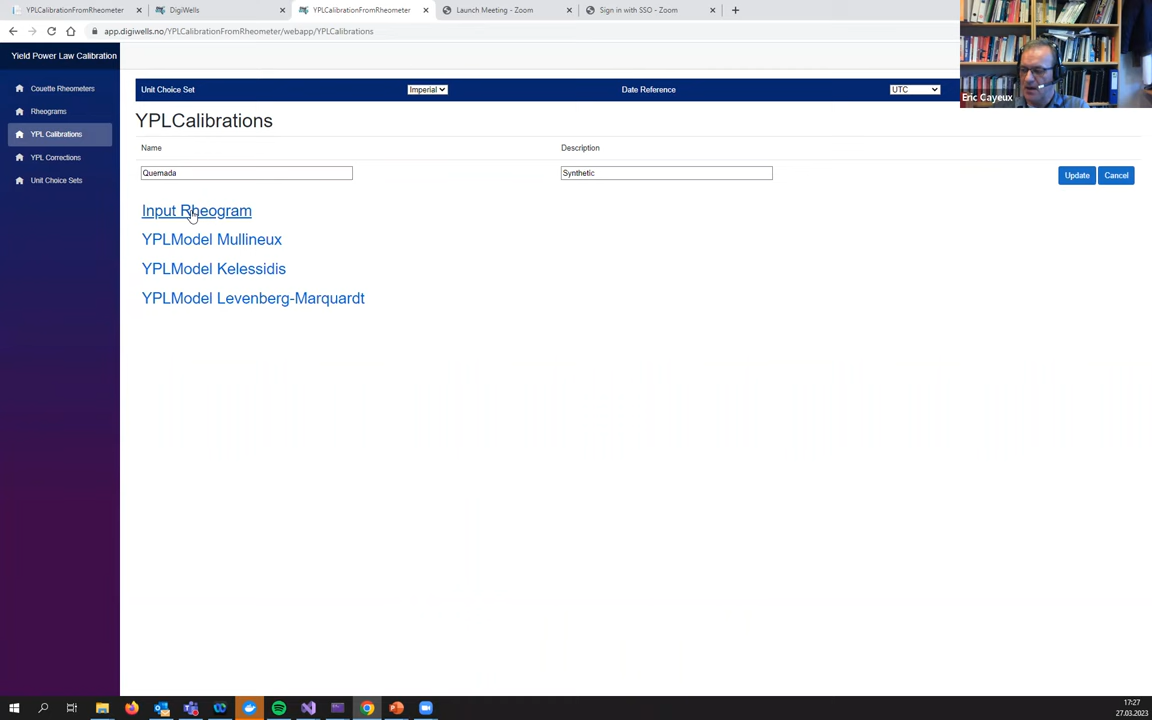 YPLCalibrationFromRheometer
DigiWells
YPLCalibrationFromRheometer
Launch Meeting - Zoom
Sign in with SSO - Zoom
app.digiwells.no/YPLCalibrationFromRheometer/webapp/YPLCalibrations
Yield Power Law Calibration
Couette Rheometers
Rheograms
YPL Calibrations
YPL Corrections
Unit Choice Sets
Unit Choice Set
Imperial
Date Reference
UTC
Eric Cayeux
YPLCalibrations
Name
Description
Quemada
Synthetic
Update
Cancel
Input Rheogram
YPLModel Mullineux
YPLModel Kelessidis
YPLModel Levenberg-Marquardt
17:27
27.03.2023